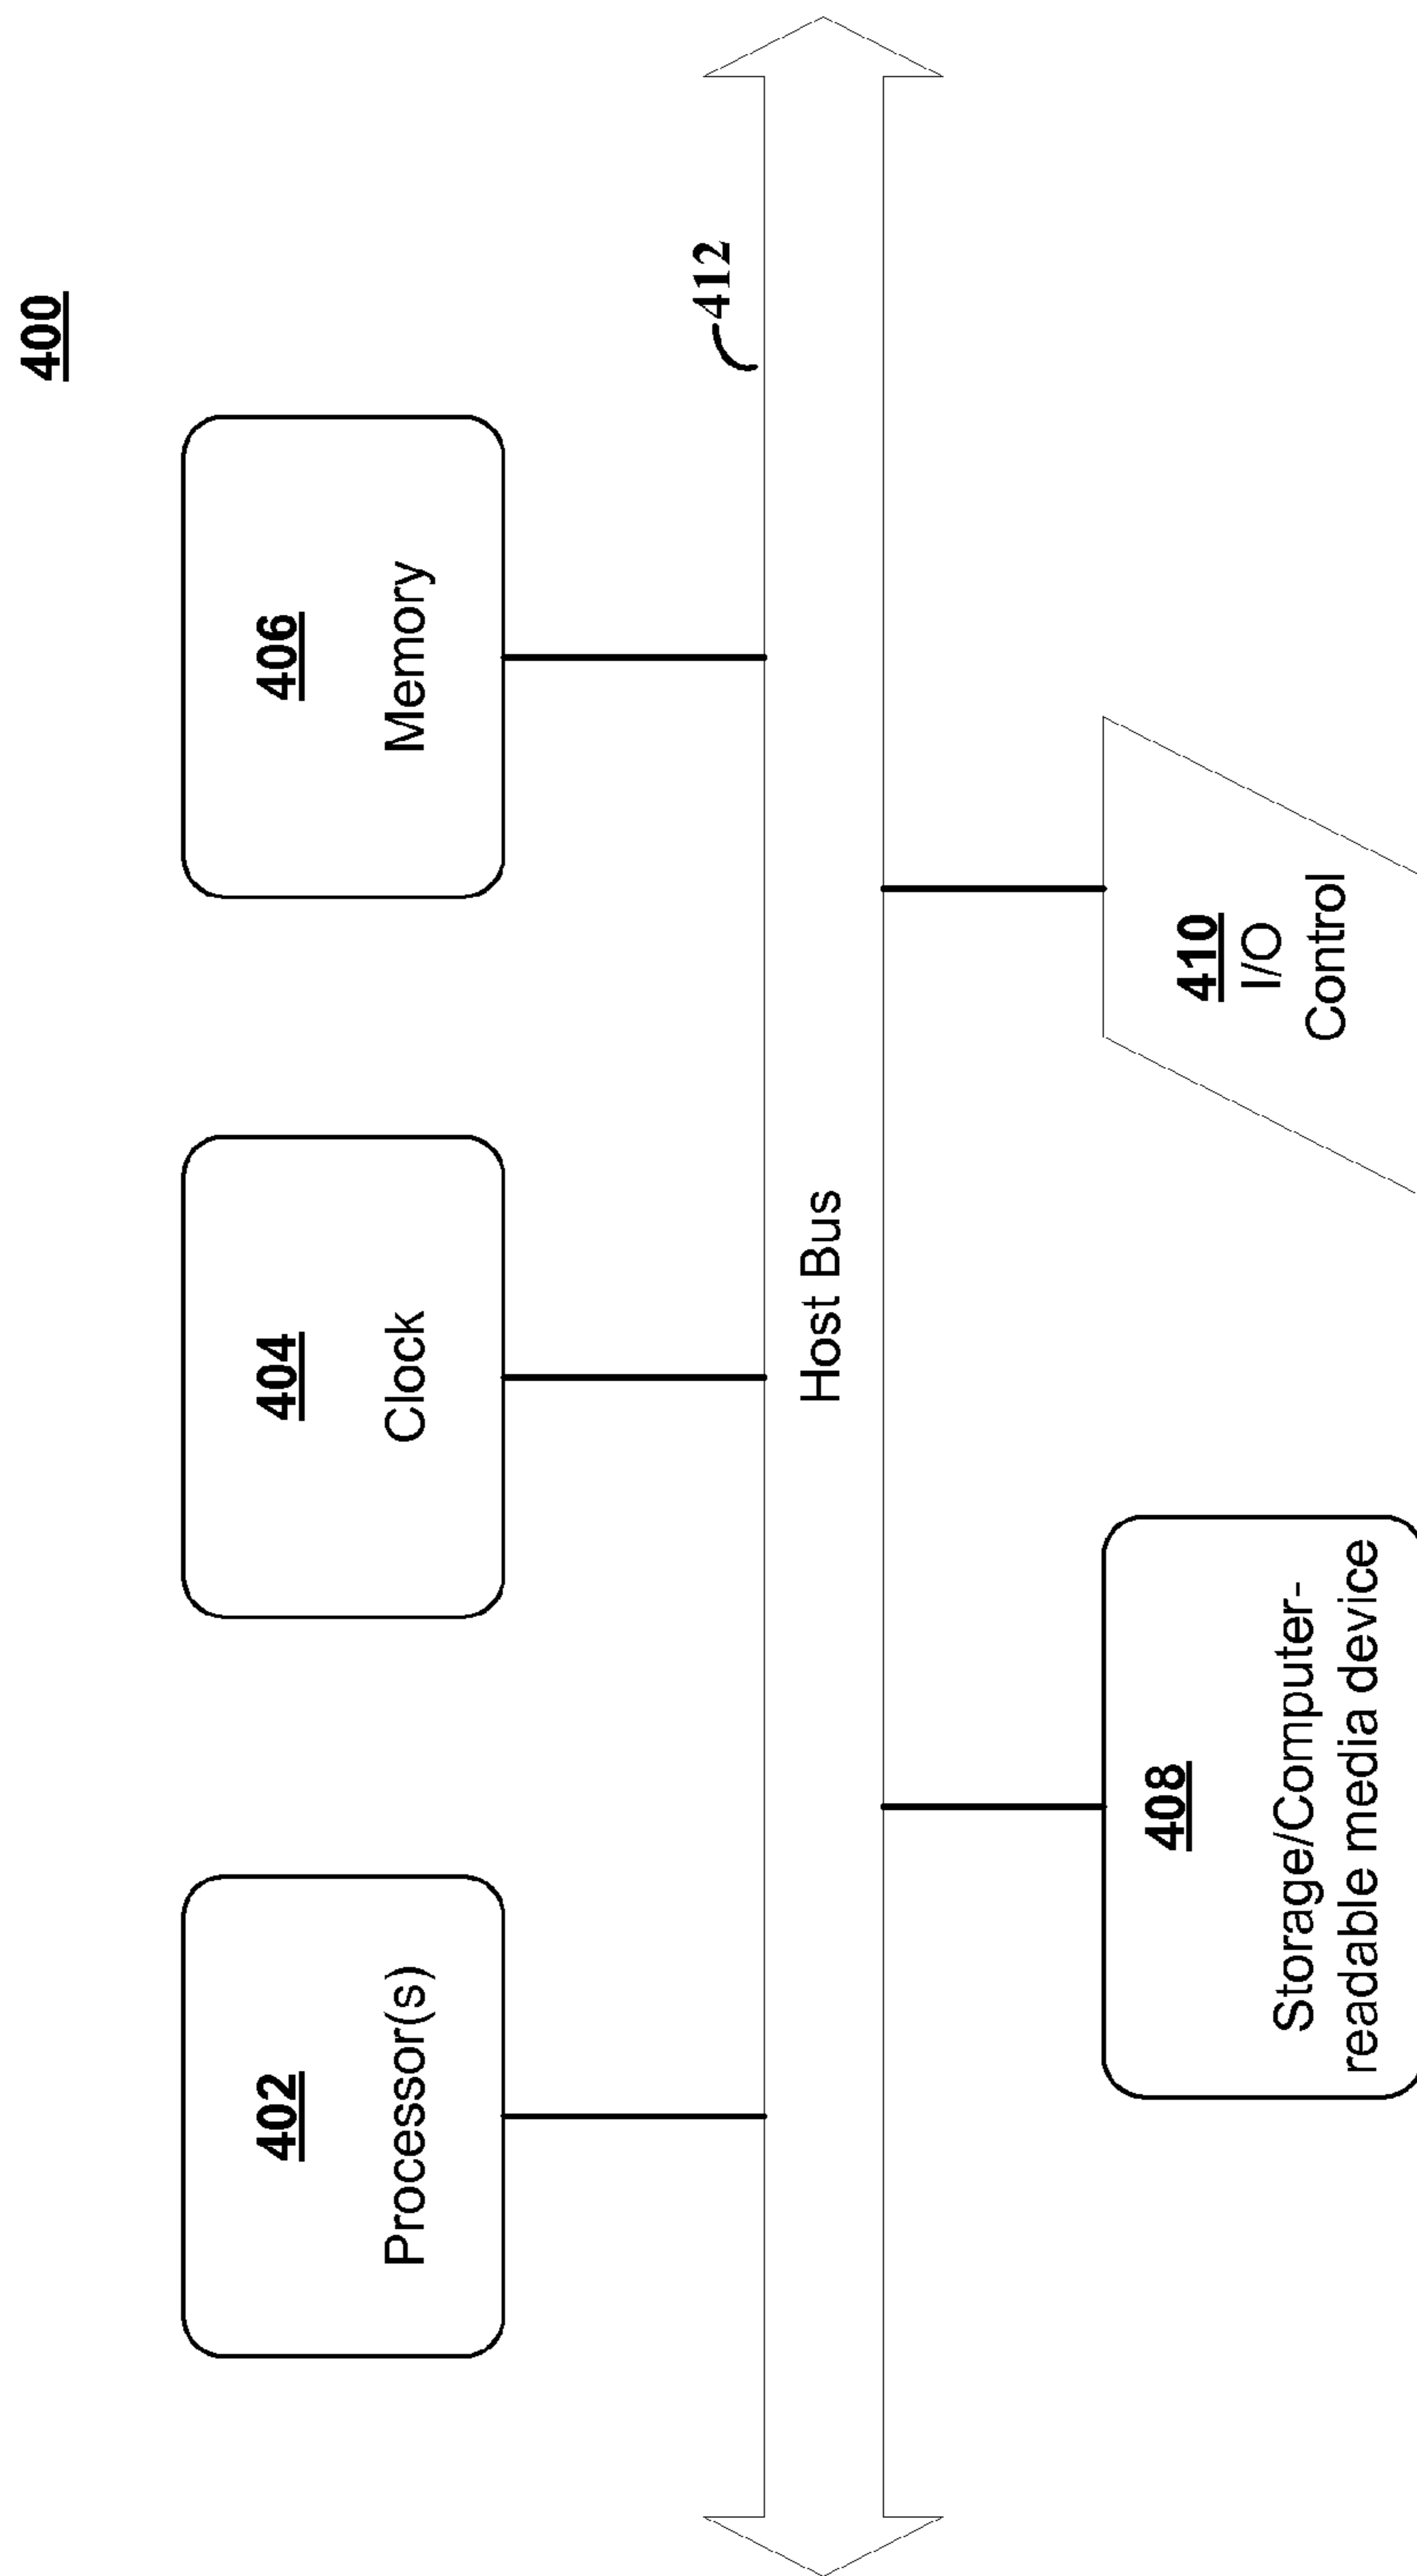 400
402
Processor(s)
404
Clock
406
Memory
412
Host Bus
408
Storage/Computer-
readable media device
410
I/O
Control